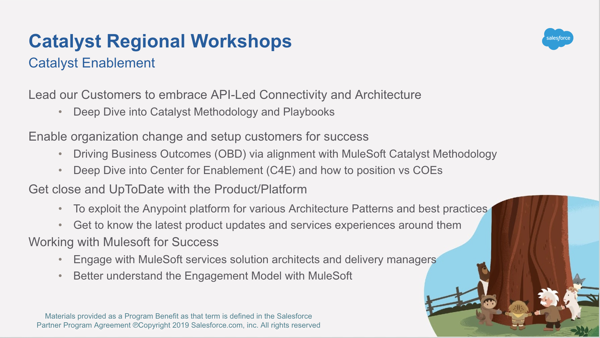 Catalyst Regional Workshops
salesforce
Catalyst Enablement
Lead our Customers to embrace API-Led Connectivity and Architecture
• Deep Dive into Catalyst Methodology and Playbooks
Enable organization change and setup customers for success
• Driving Business Outcomes (OBD) via alignment with MuleSoft Catalyst Methodology
• Deep Dive into Center for Enablement (C4E) and how to position vs COEs
Get close and UpToDate with the Product/Platform
• To exploit the Anypoint platform for various Architecture Patterns and best practices
• Get to know the latest product updates and services experiences around them
Working with Mulesoft for Success
• Engage with MuleSoft services solution architects and delivery managers
• Better understand the Engagement Model with MuleSoft
Materials provided as a Program Benefit as that term is defined in the Salesforce
Partner Program Agreement ©Copyright 2019 Salesforce.com, inc. All rights reserved